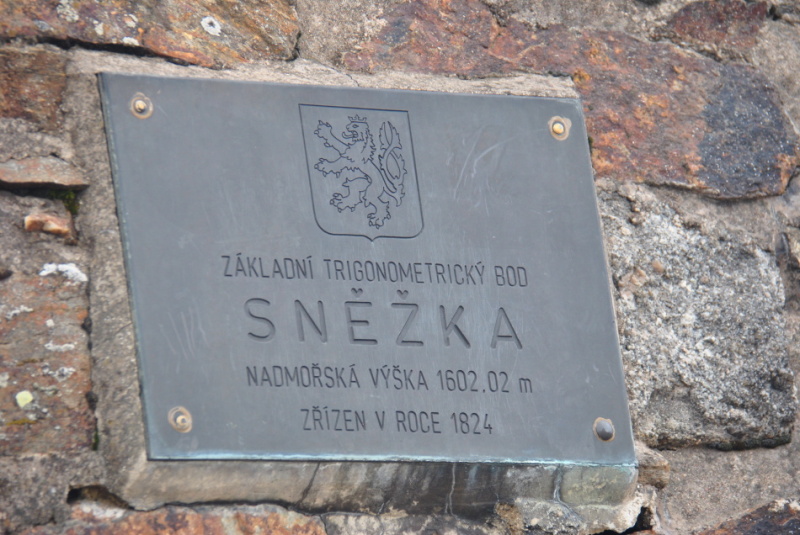 ZÁKLADNÍ TRIGONOMETRICKÝ BOD
SNĚŽKA
NADMOŘSKÁ VÝŠKA 1602.02 m
ZŘÍZEN V ROCE 1824